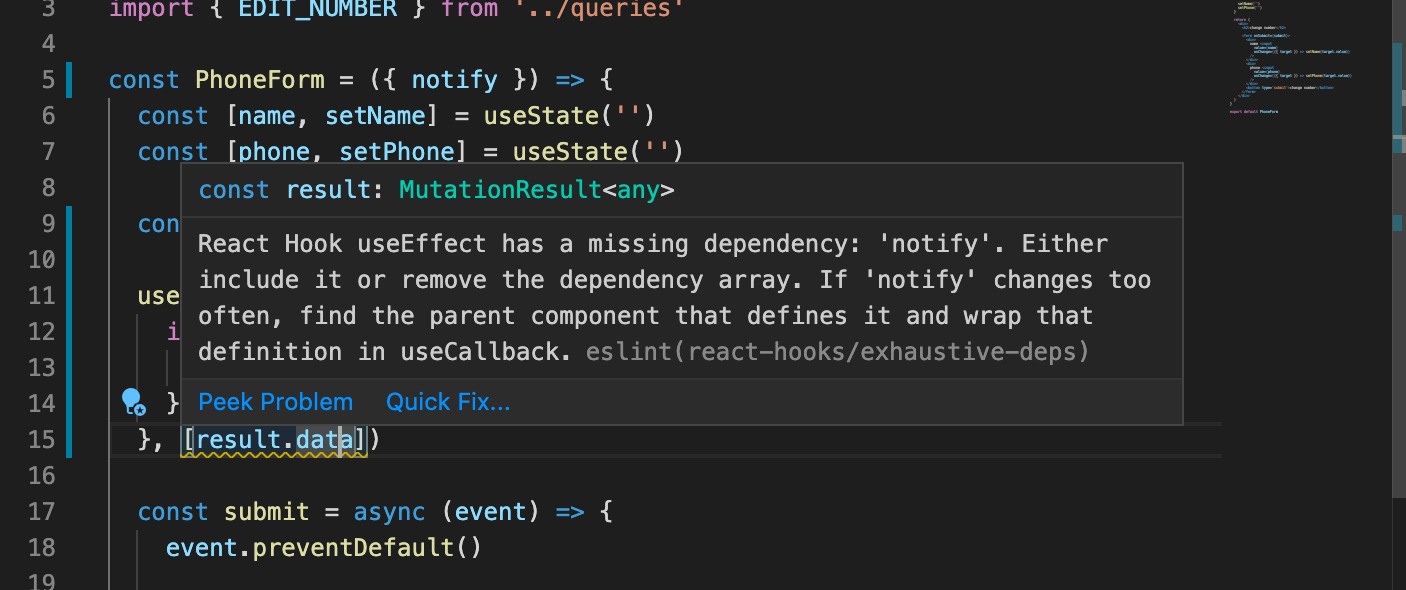 3 import { EDIT_NUMBER } from '../queries'
4
5 const PhoneForm = ({ notify }) => {
6 const [name, setName] = useState('')
7 const [phone, setPhone] = useState('')
8
const result: MutationResult<any>
9 con
React Hook useEffect has a missing dependency: 'notify'. Either
10
include it or remove the dependency array. If 'notify' changes too
11 use
often, find the parent component that defines it and wrap that
12 i
definition in useCallback. eslint(react-hooks/exhaustive-deps)
13
14 }
Peek Problem Quick Fix...
15 }, [result.data])
16
17 const submit = async (event) => {
18 event.preventDefault()
19